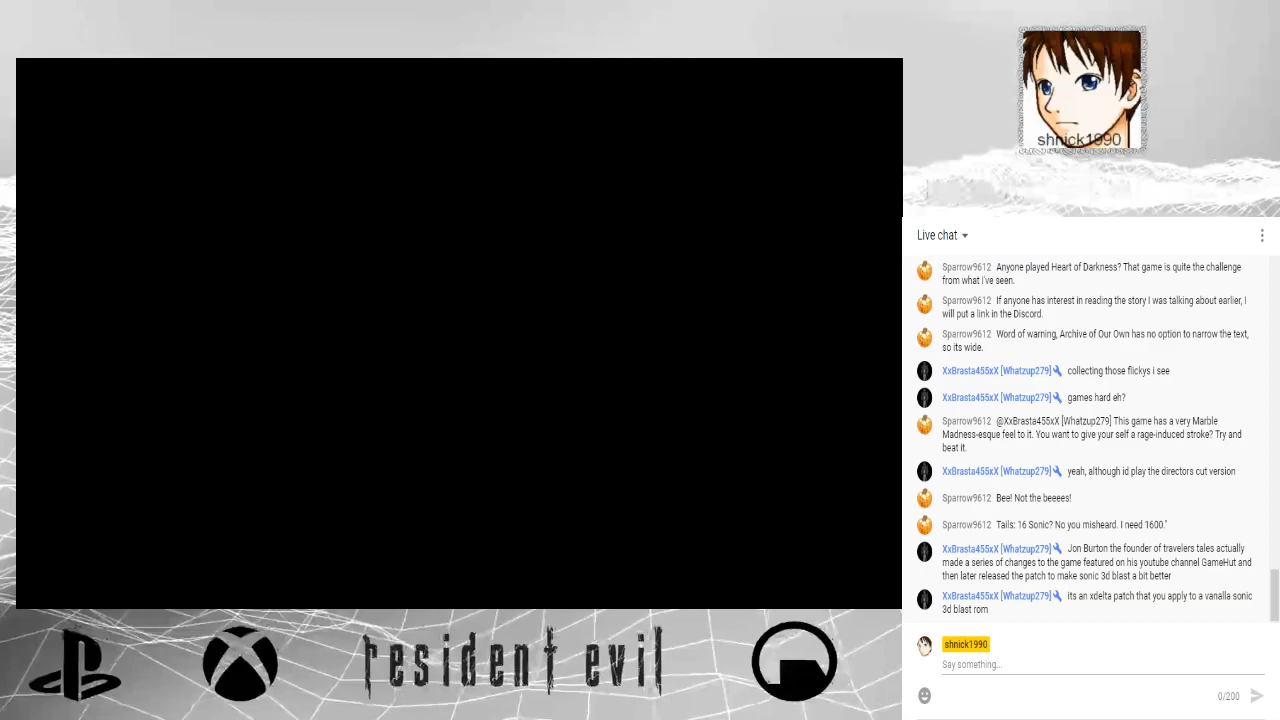 shnick1990
Live chat
Sparrow9612 Anyone played Heart of Darkness? That game is quite the challenge
from what I've seen.
Sparrow9612 If anyone has interest in reading the story I was talking about earlier, I
will put a link in the Discord.
Sparrow9612 Word of warning, Archive of Our Own has no option to narrow the text,
so its wide.
XxBrasta455xX [Whatzup279] collecting those flickys i see
XxBrasta455xX [Whatzup279] games hard eh?
Sparrow9612 @XxBrasta455xX [Whatzup279] This game has a very Marble
Madness-esque feel to it. You want to give your self a rage-induced stroke? Try and
beat it.
XxBrasta455xX [Whatzup279] yeah, although id play the directors cut version
Sparrow9612 Bee! Not the beeees!
Sparrow9612 Tails: 16 Sonic? No you misheard. I need 1600.'
XxBrasta455xX [Whatzup279] Jon Burton the founder of travelers tales actually
made a series of changes to the game featured on his youtube channel GameHut and
then later released the patch to make sonic 3d blast a bit better
XxBrasta455xX [Whatzup279] its an xdelta patch that you apply to a vanalla sonic
3d blast rom
shnick1990
Say something...
0/200
resident evil